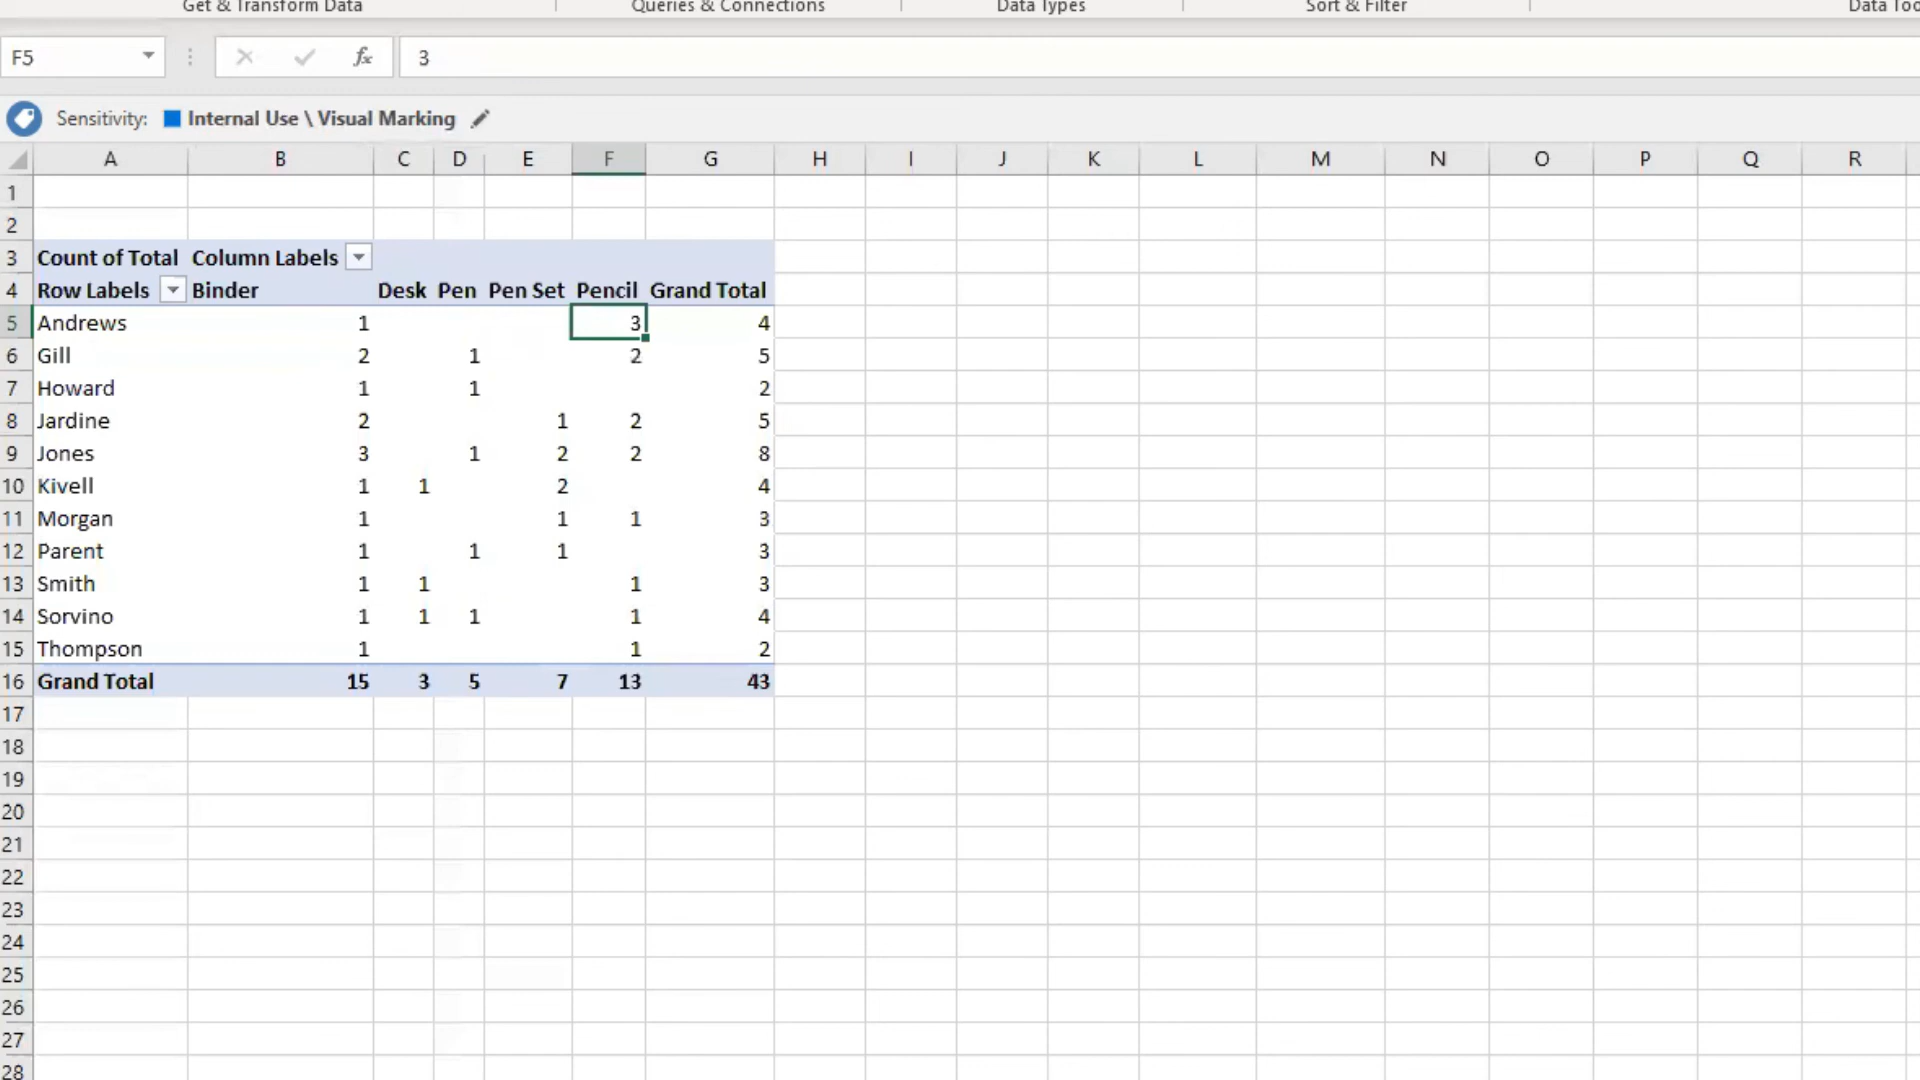 Get & Transform Data Queries & Connections Data Types Sort & Filter Data Too
F5 fx 3
Sensitivity: Internal Use \ Visual Marking
A B C D E F G H I J K L M N O P Q R
1
2
3 Count of Total Column Labels
4 Row Labels Binder Desk Pen Pen Set Pencil Grand Total
5 Andrews 1 3 4
6 Gill 2 1 2 5
7 Howard 1 1 2
8 Jardine 2 1 2 5
9 Jones 3 1 2 2 8
10 Kivell 1 1 2 4
11 Morgan 1 1 1 3
12 Parent 1 1 1 3
13 Smith 1 1 1 3
14 Sorvino 1 1 1 1 4
15 Thompson 1 1 2
16 Grand Total 15 3 5 7 13 43
17
18
19
20
21
22
23
24
25
26
27
28